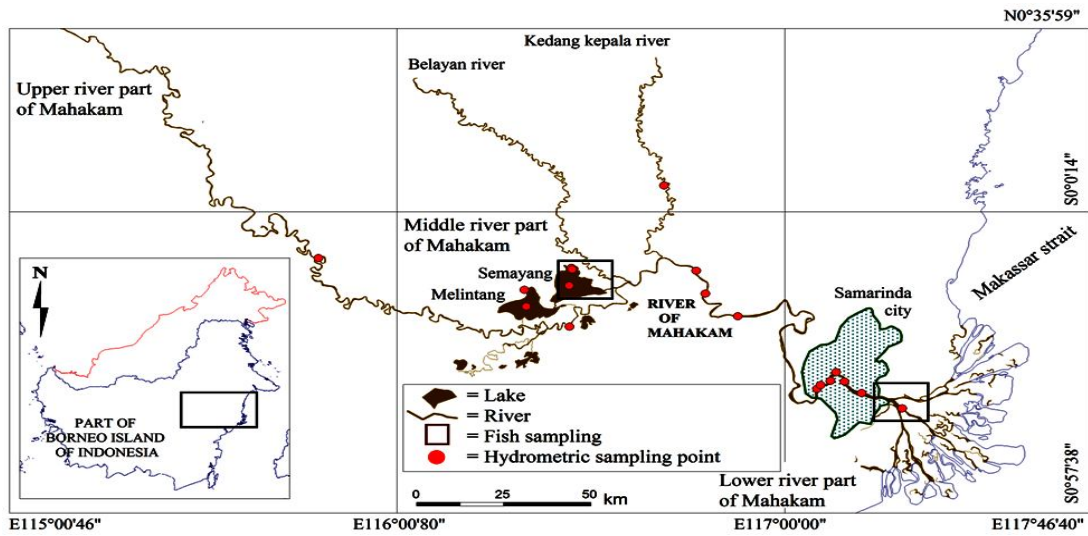 N0°35'59"
Kedang kepala river
Belayan river
Upper river part
of Mahakam
S0°0'14"
Middle river part
of Mahakam
Makassar strait
N
Semayang
Melintang
RIVER
OF
MAHAKAM
Samarinda
city
= Lake
= River
= Fish sampling
= Hydrometric sampling point
PART OF
BORNEO ISLAND
OF INDONESIA
S0°57'38"
Lower river part
of Mahakam
0 25 50 km
E115°00'46"
E116°00'80"
E117°00'00"
E117°46'40"